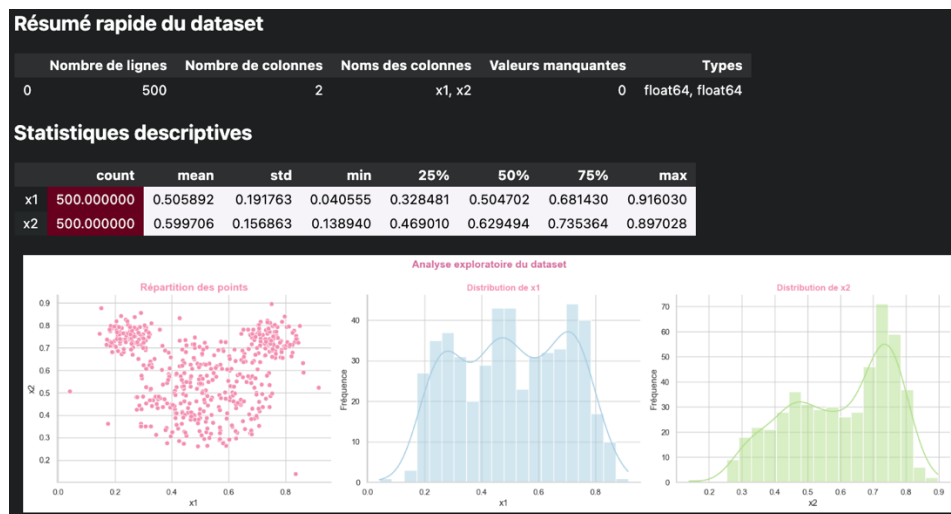 Résumé rapide du dataset
Nombre de lignes Nombre de colonnes Noms des colonnes Valeurs manquantes Types
0 500 2 x1, x2 0 float64, float64
Statistiques descriptives
count mean std min 25% 50% 75% max
x1 500.000000 0.505892 0.191763 0.040555 0.328481 0.504702 0.681430 0.916030
x2 500.000000 0.599706 0.156863 0.138940 0.469010 0.629494 0.735364 0.897028
Analyse exploratoire du dataset
Répartition des points
0.9
0.8
0.7
0.6
0.5
0.4
0.3
0.2
x2
0.0 0.2 0.4 0.6 0.8
x1
Distribution de x1
40
30
20
10
0
Fréquence
0.0 0.2 0.4 0.6 0.8
x1
Distribution de x2
70
60
50
40
30
20
10
0
Fréquence
0.2 0.3 0.4 0.5 0.6 0.7 0.8 0.9
x2